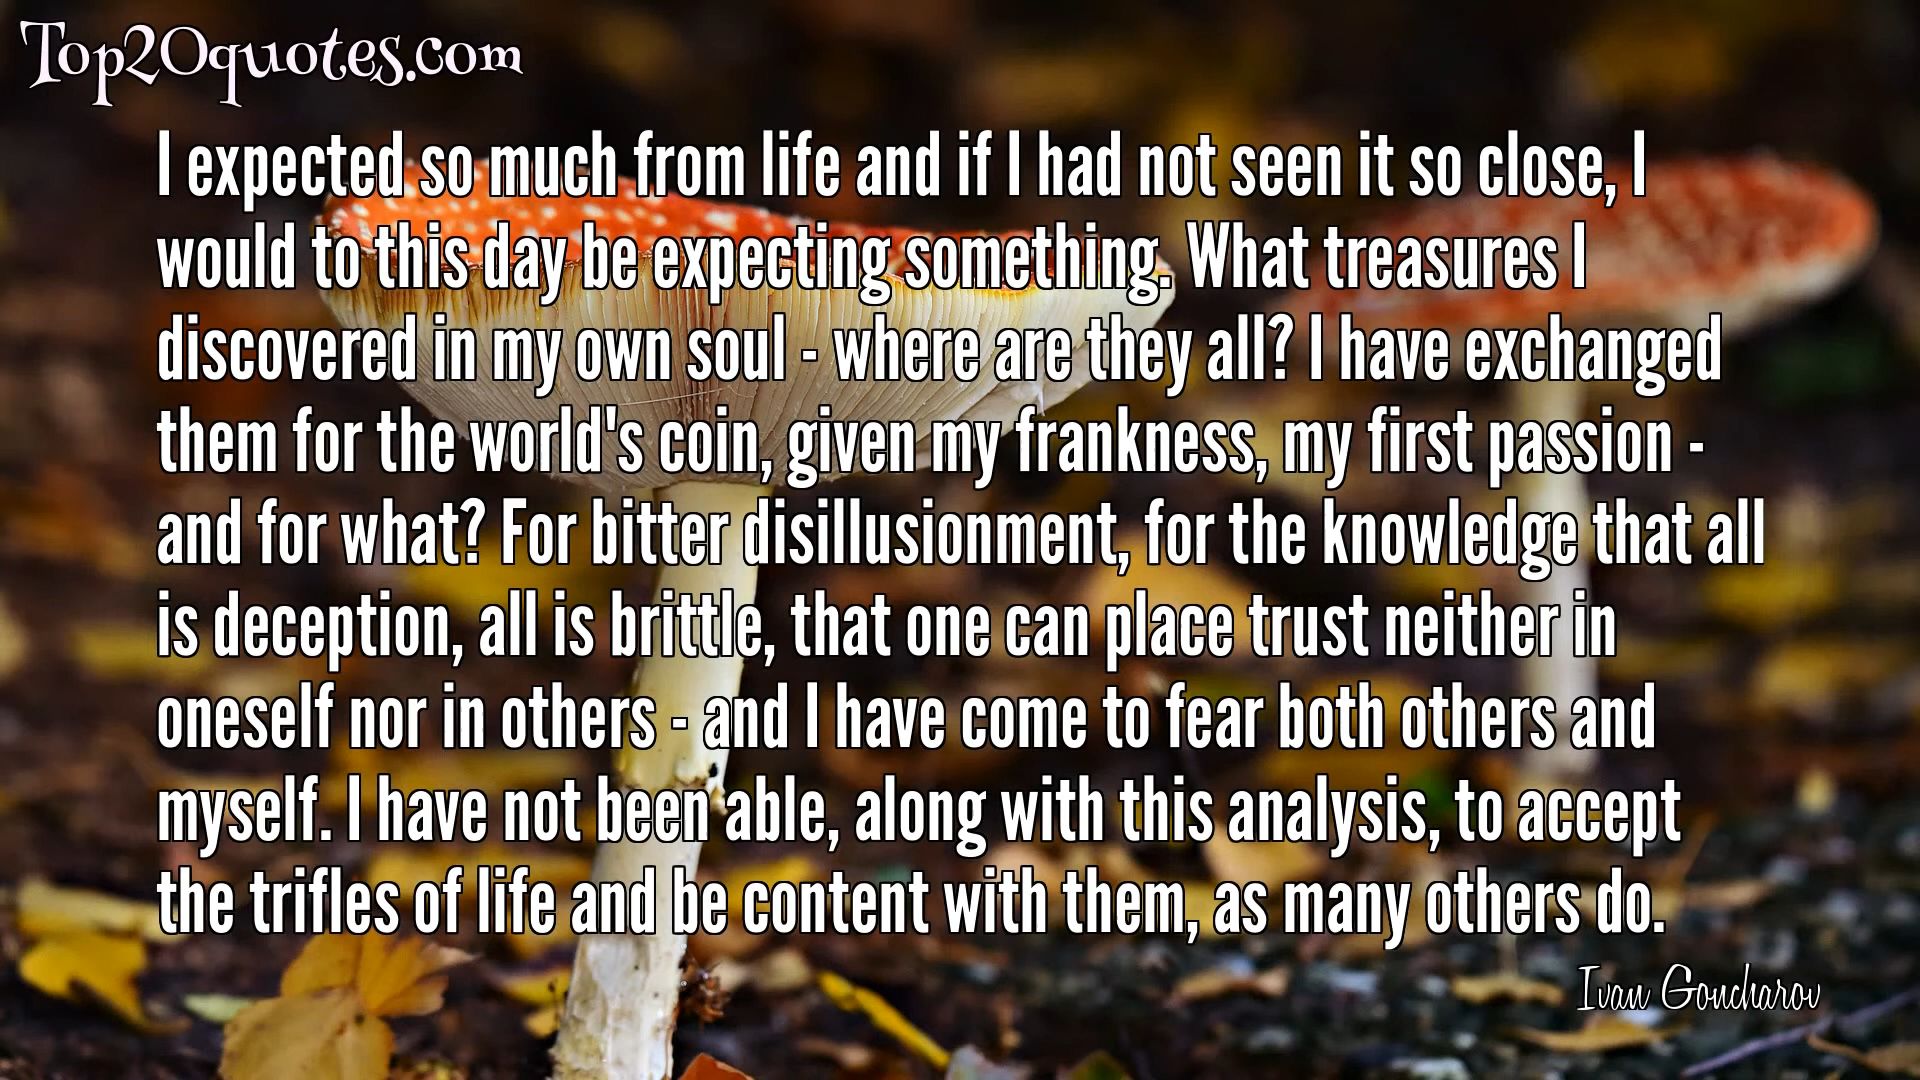 Top20quotes.com
I expected so much from life and if I had not seen it so close, I
would to this day be expecting something. What treasures I
discovered in my own soul - where are they all? I have exchanged
them for the world's coin, given my frankness, my first passion -
and for what? For bitter disillusionment, for the knowledge that all
is deception, all is brittle, that one can place trust neither in
oneself nor in others - and I have come to fear both others and
myself. I have not been able, along with this analysis, to accept
the trifles of life and be content with them, as many others do.
Ivan Goncharov